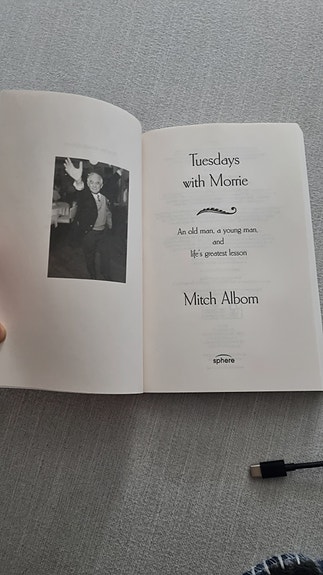 Tuesdays
with Morrie
An old man, a young man,
and
life's greatest lesson
Mitch Albom
sphere